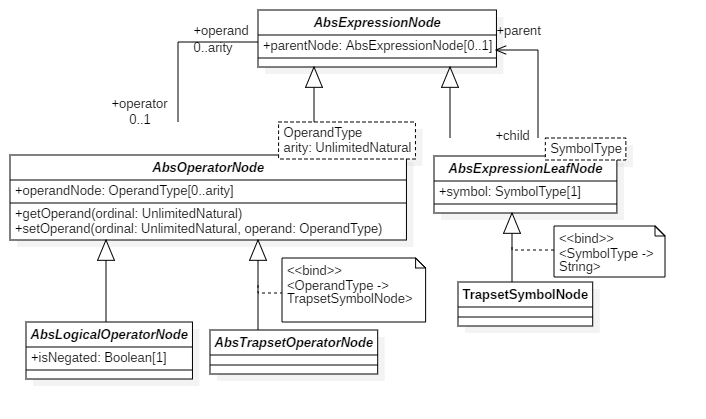 AbsExpressionNode
+parentNode: AbsExpressionNode[0..1]
+operand
0..arity
+parent
+operator
0..1
+child
OperandType
arity: UnlimitedNatural
SymbolType
AbsOperatorNode
+operandNode: OperandType[0..arity]
+getOperand(ordinal: UnlimitedNatural)
+setOperand(ordinal: UnlimitedNatural, operand: OperandType)
AbsExpressionLeafNode
+symbol: SymbolType[1]
<<bind>>
<SymbolType ->
String>
<<bind>>
<OperandType ->
TrapsetSymbolNode>
TrapsetSymbolNode
AbsLogicalOperatorNode
+isNegated: Boolean[1]
AbsTrapsetOperatorNode